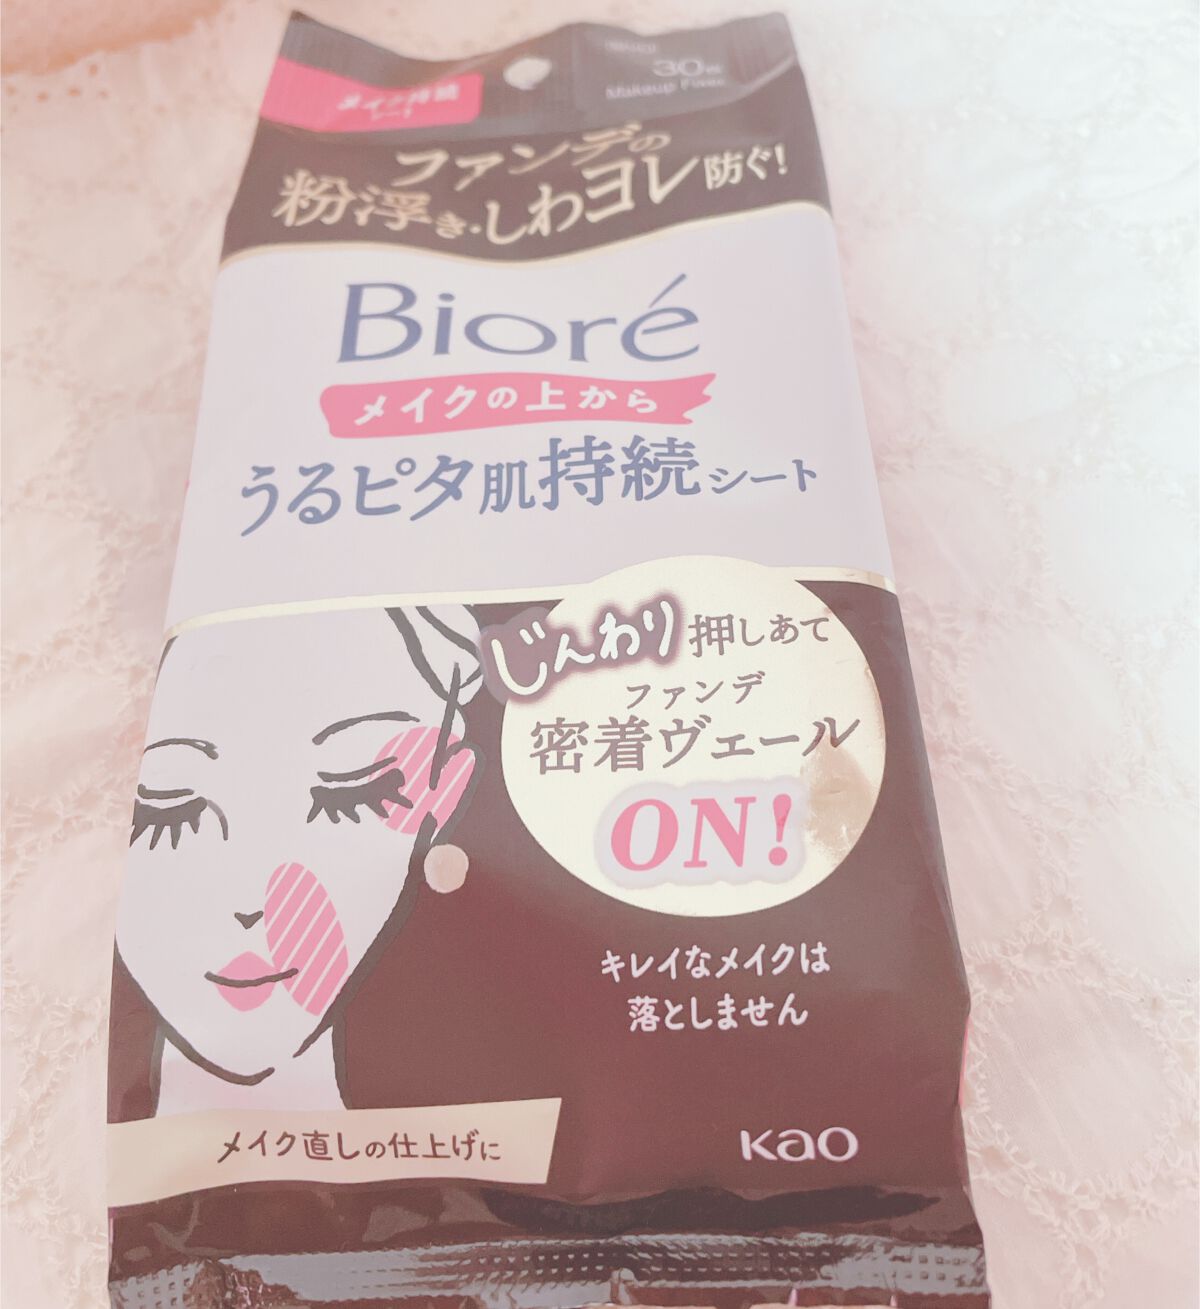 メイク持続
シート
30枚
Makeup Fixer
ファンデの
粉浮き・しわヨレ防ぐ!
Bioré
メイクの上から
うるピタ肌持続シート
じんわり押しあて
ファンデ
密着ヴェール
ON!
キレイなメイクは
落としません
メイク直しの仕上げに
Kao